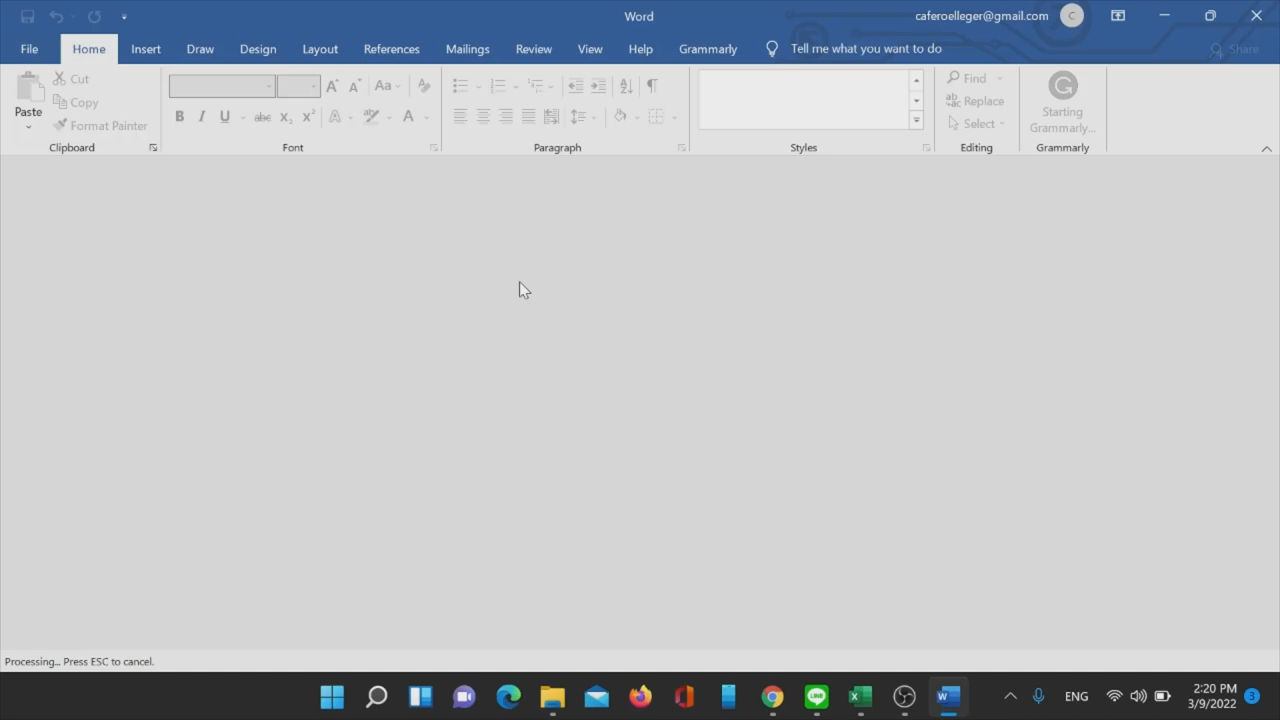 Word
caferoelleger@gmail.com
C
File Home Insert Draw Design Layout References Mailings Review View Help Grammarly Tell me what you want to do Share
Paste
Cut
Copy
Format Painter
Clipboard
Font
Paragraph
Styles
Find
Replace
Select
Editing
Starting
Grammarly...
Grammarly
Processing... Press ESC to cancel.
ENG
2:20 PM
3/9/2022
3